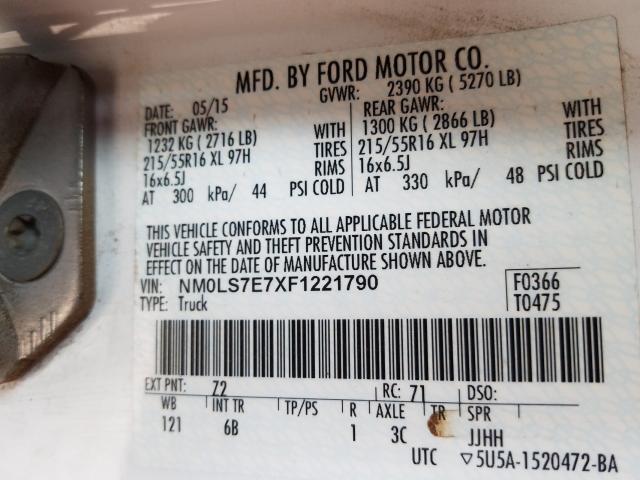 MFD. BY FORD MOTOR CO.
DATE: 05/15 GVWR: 2390 KG ( 5270 LB)
FRONT GAWR: REAR GAWR:
1232 KG ( 2716 LB) WITH 1300 KG ( 2866 LB) WITH
215/55R16 XL 97H TIRES 215/55R16 XL 97H TIRES
16x6.5J RIMS 16x6.5J RIMS
AT 300 kPa/ 44 PSI COLD AT 330 kPa/ 48 PSI COLD
THIS VEHICLE CONFORMS TO ALL APPLICABLE FEDERAL MOTOR
VEHICLE SAFETY AND THEFT PREVENTION STANDARDS IN
EFFECT ON THE DATE OF MANUFACTURE SHOWN ABOVE.
VIN: NM0LS7E7XF1221790 F0366
TYPE: Truck T0475
EXT PNT: 72 RC: 71 DSO:
WB INT TR TP/PS R AXLE TR SPR
121 6B 1 3C JJHH
UTC ▽5U5A-1520472-BA